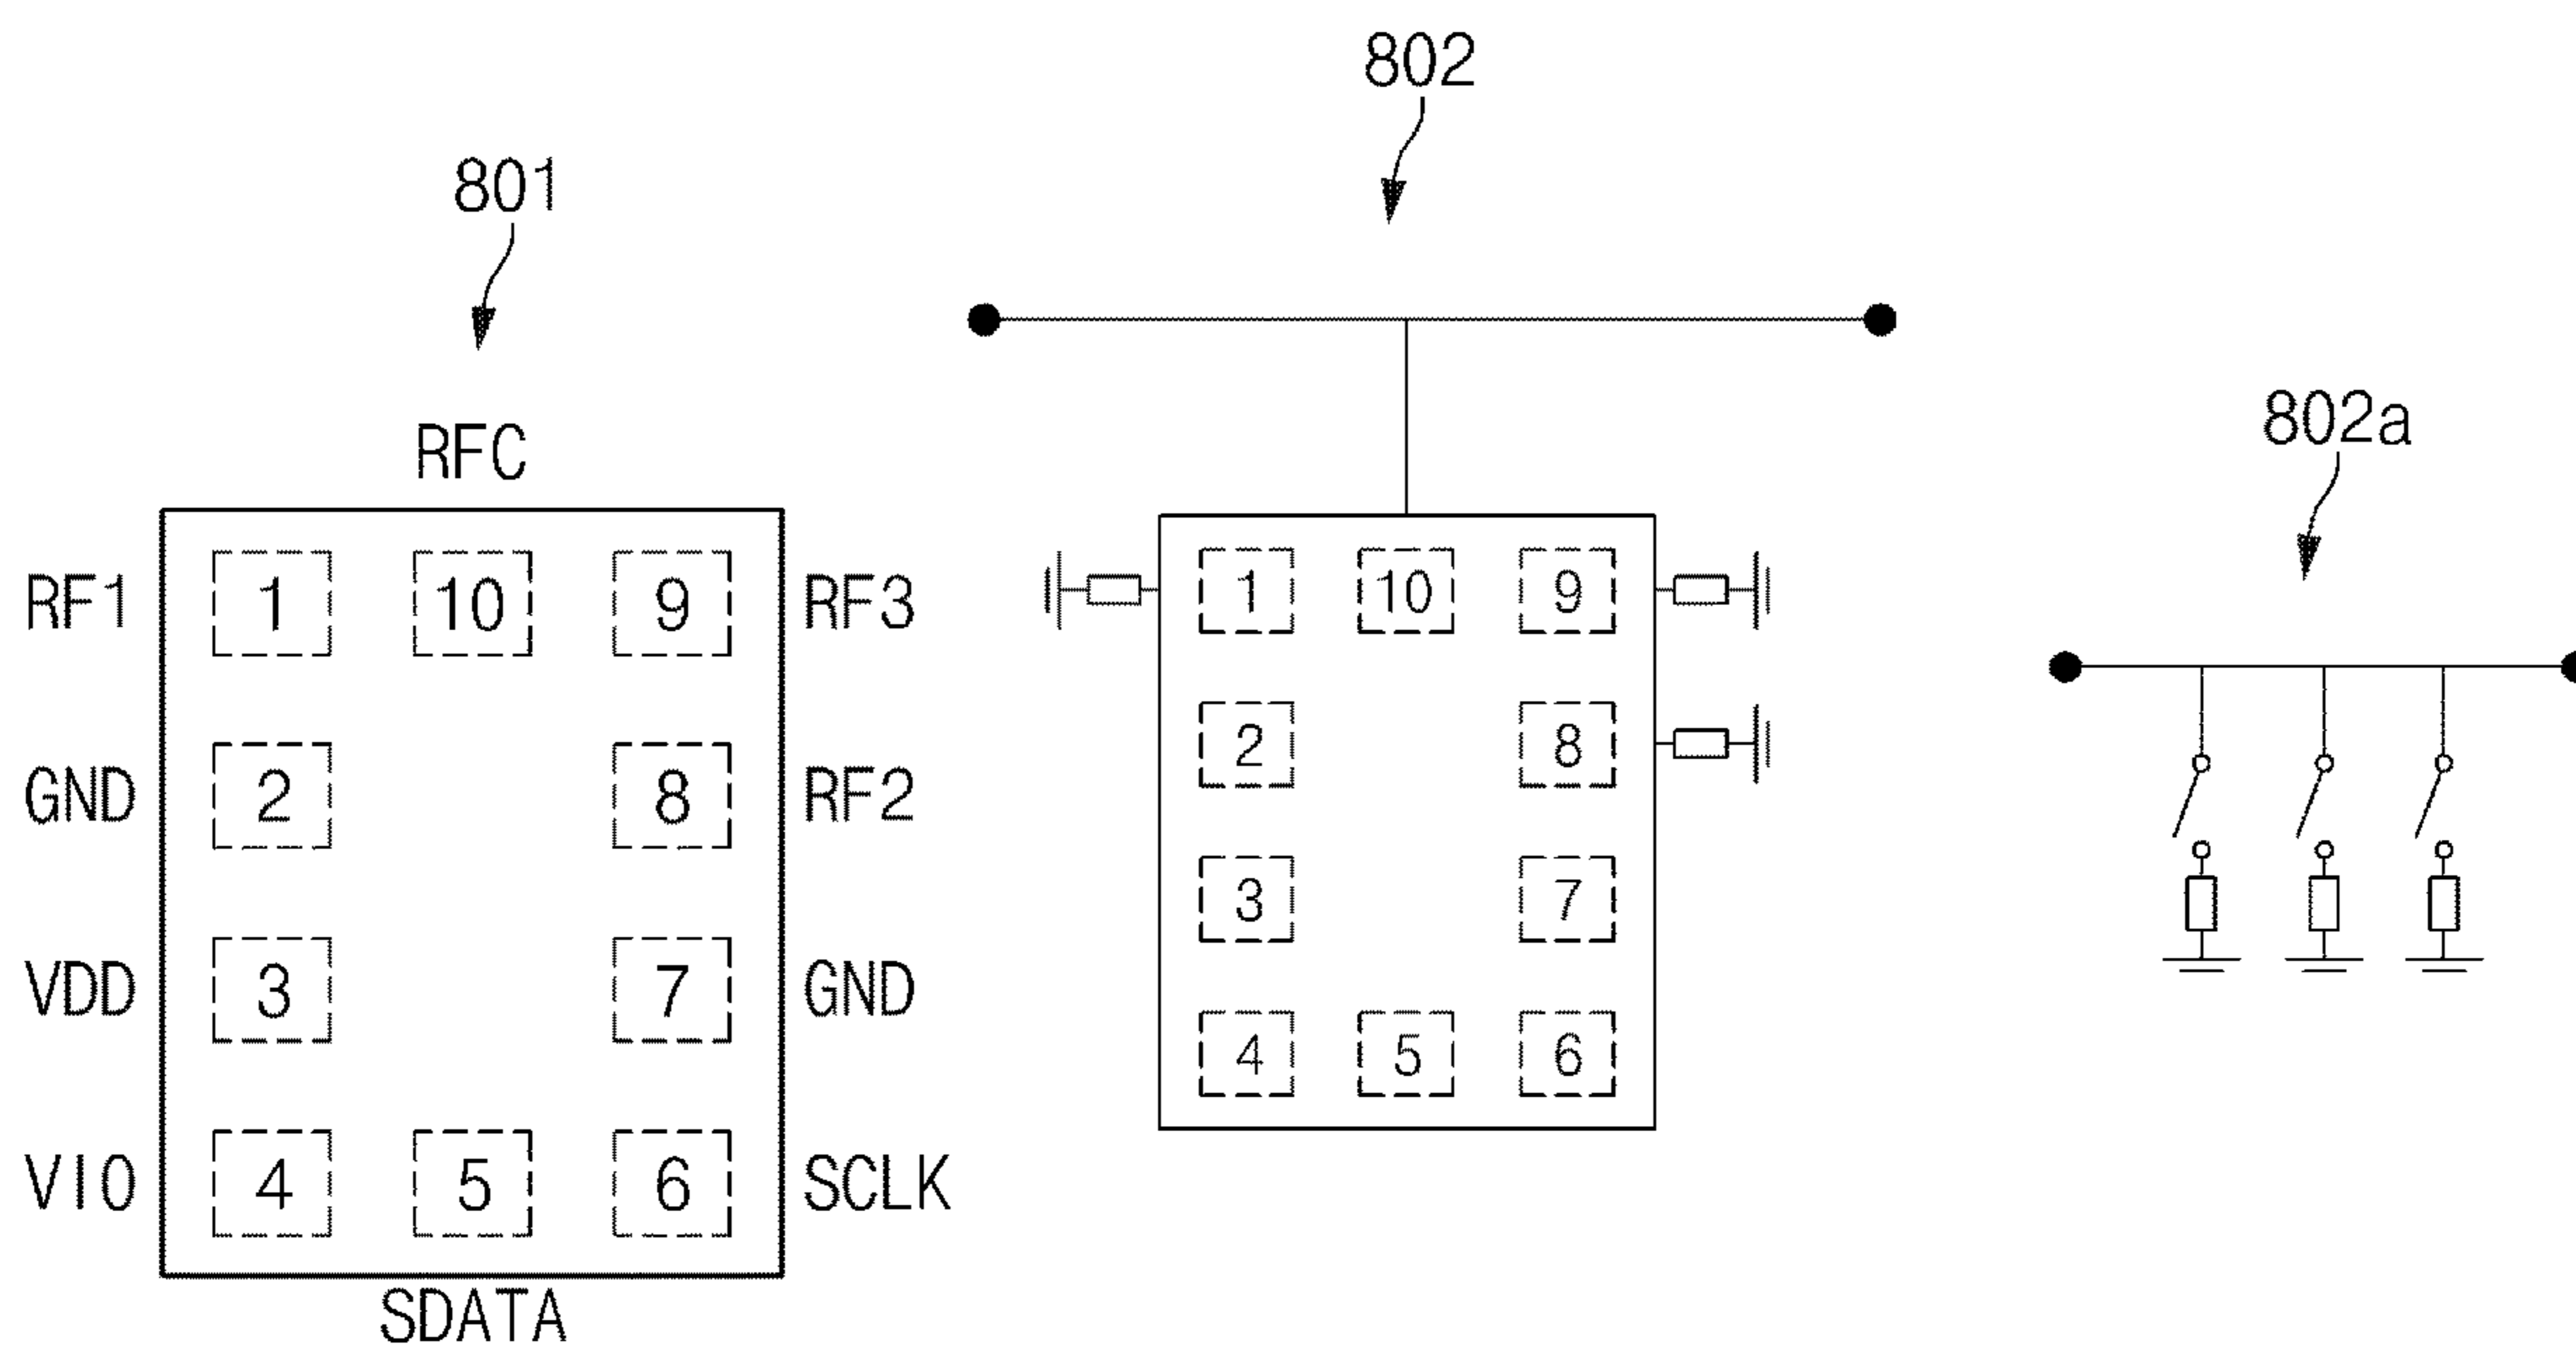 802
801
802a
RFC
RF1 1 10 9 RF3
GND 2 8 RF2
VDD 3 7 GND
VIO 4 5 6 SCLK
SDATA
1 10 9
2 8
3 7
4 5 6